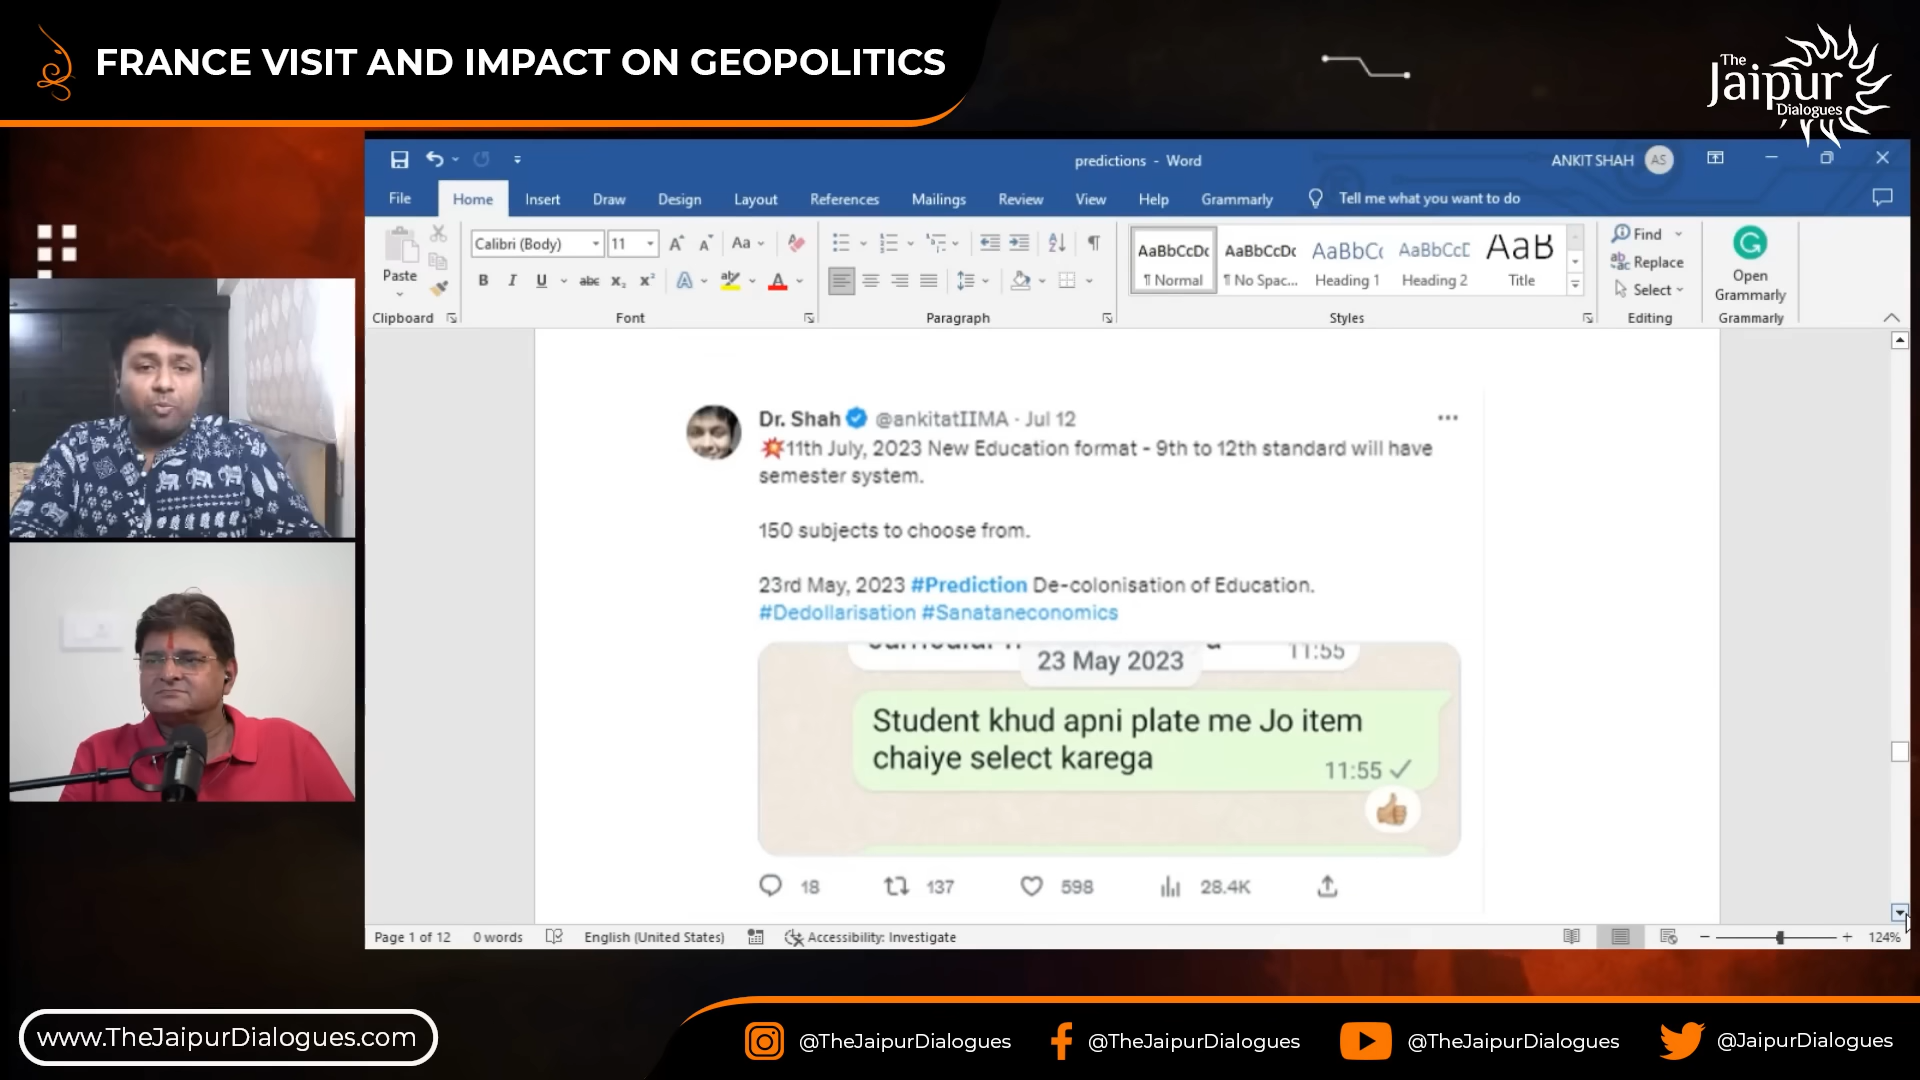 FRANCE VISIT AND IMPACT ON GEOPOLITICS
The
Jaipur
Dialogues
predictions - Word
ANKIT SHAH AS
File Home Insert Draw Design Layout References Mailings Review View Help Grammarly Tell me what you want to do
Paste
Clipboard
Calibri (Body) 11
Font
Paragraph
AaBbCcDc AaBbCcDc AaBbCc AaBbCcD AaB
¶ Normal ¶ No Spac... Heading 1 Heading 2 Title
Styles
Find
Replace
Select
Editing
Open
Grammarly
Grammarly
Dr. Shah @ankitatIIMA · Jul 12
11th July, 2023 New Education format - 9th to 12th standard will have
semester system.
150 subjects to choose from.
23rd May, 2023 #Prediction De-colonisation of Education.
#Dedollarisation #Sanataneconomics
11:55
23 May 2023
Student khud apni plate me Jo item
chaiye select karega
11:55
18 137 598 28.4K
Page 1 of 12 0 words English (United States) Accessibility: Investigate 124%
www.TheJaipurDialogues.com
@TheJaipurDialogues @TheJaipurDialogues @TheJaipurDialogues @JaipurDialogues